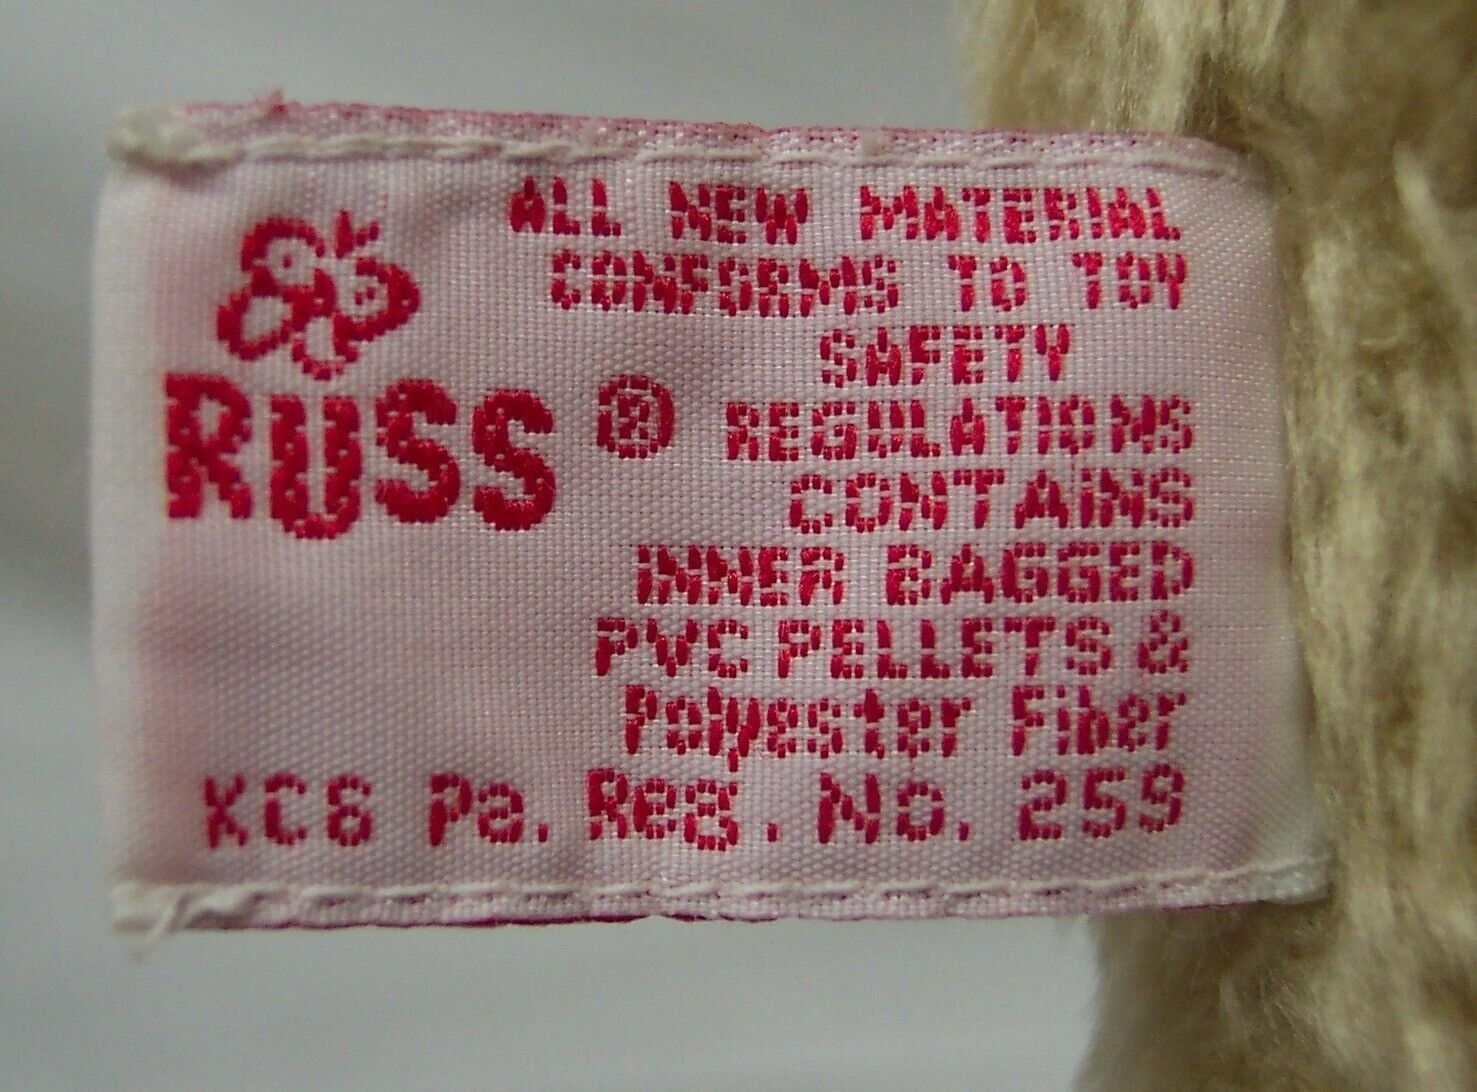 ALL NEW MATERIAL
CONFORMS TO TOY
SAFETY
RUSS® REGULATIONS
CONTAINS
INNER BAGGED
PVC PELLETS &
Polyester Fiber
XC6 Pa. Reg. No. 259